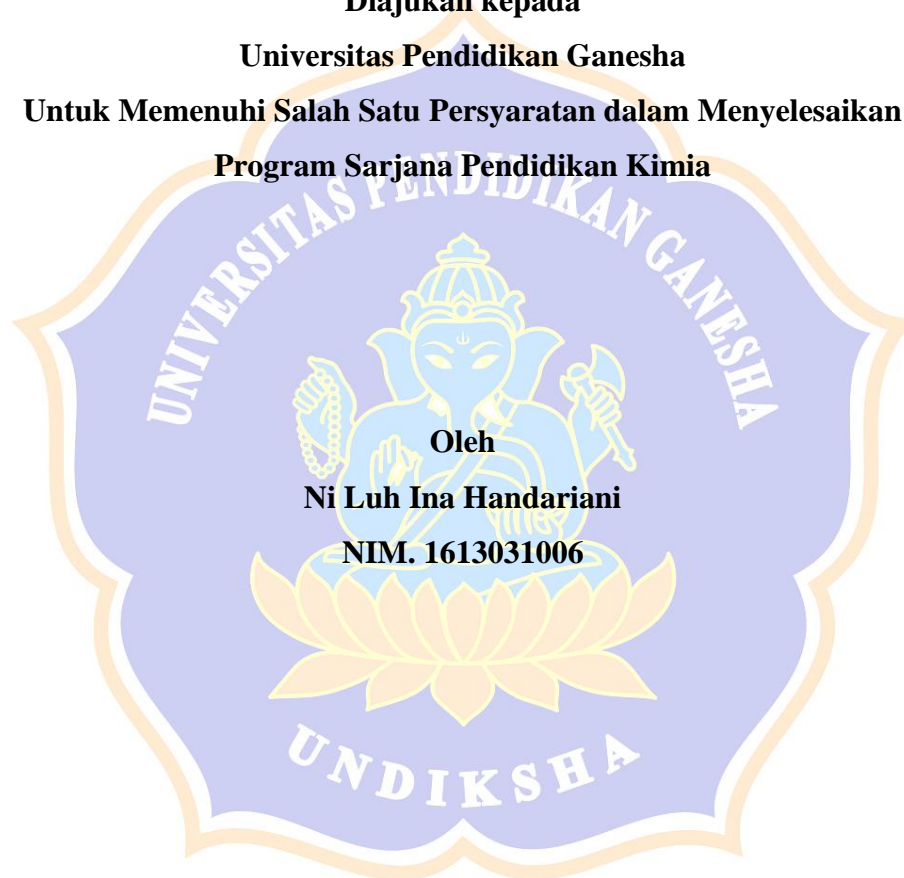 Diajukan kepada
Universitas Pendidikan Ganesha
Untuk Memenuhi Salah Satu Persyaratan dalam Menyelesaikan
Program Sarjana Pendidikan Kimia
UNIVERSITAS PENDIDIKAN GANESHA
Oleh
Ni Luh Ina Handariani
NIM. 1613031006
UNDIKSHA